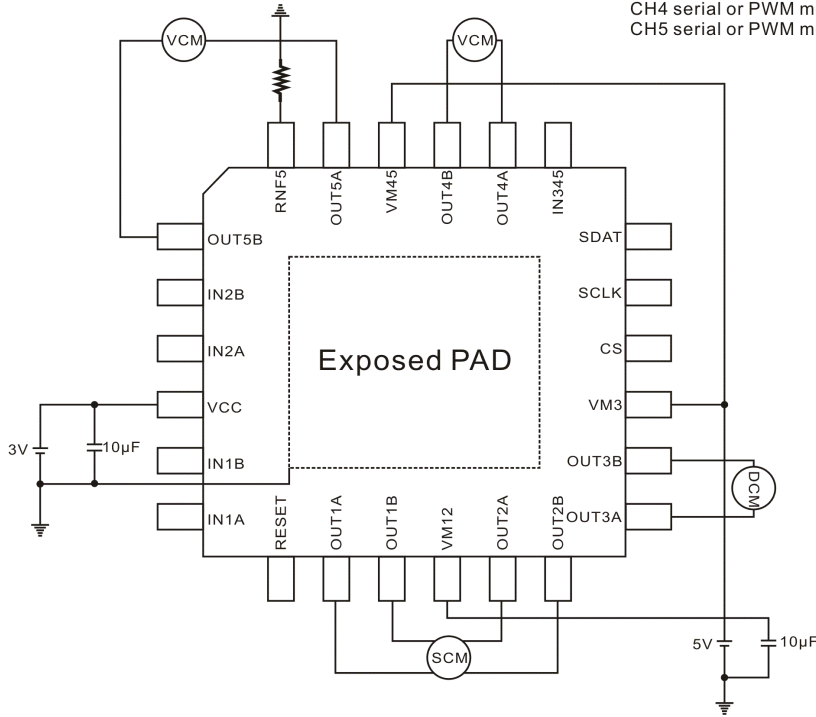 CH4 serial or PWM m
CH5 serial or PWM m
VCM
VCM
RNF5
OUT5A
VM45
OUT4B
OUT4A
IN345
OUT5B
IN2B
IN2A
VCC
IN1B
IN1A
SDAT
SCLK
CS
VM3
OUT3B
OUT3A
Exposed PAD
3V
10µF
DCM
RESET
OUT1A
OUT1B
VM12
OUT2A
OUT2B
SCM
5V
10µF